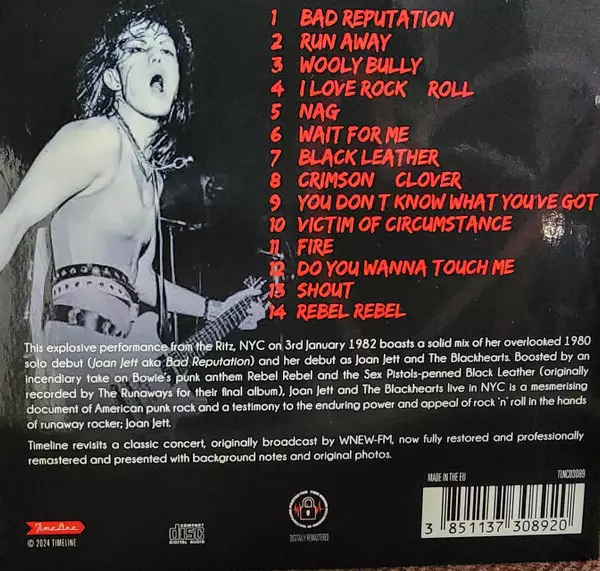 1 BAD REPUTATION
2 RUN AWAY
3 WOOLY BULLY
4 I LOVE ROCK ROLL
5 NAG
6 WAIT FOR ME
7 BLACK LEATHER
8 CRIMSON CLOVER
9 YOU DON T KNOW WHAT YOU'VE GOT
10 VICTIM OF CIRCUMSTANCE
11 FIRE
12 DO YOU WANNA TOUCH ME
13 SHOUT
14 REBEL REBEL
This explosive performance from the Ritz, NYC on 3rd January 1982 boasts a solid mix of her overlooked 1980
solo debut (Joan Jett aka Bad Reputation) and her debut as Joan Jett and The Blackhearts. Boosted by an
incendiary take on Bowie's punk anthem Rebel Rebel and the Sex Pistols-penned Black Leather (originally
recorded by The Runaways for their final album), Joan Jett and The Blackhearts live in NYC is a mesmerising
document of American punk rock and a testimony to the enduring power and appeal of rock 'n' roll in the hands
of runaway rocker; Joan Jett.
Timeline revisits a classic concert, originally broadcast by WNEW-FM, now fully restored and professionally
remastered and presented with background notes and original photos.
MADE IN THE EU
TLNCD3089
TimeLine
© 2024 TIMELINE
COMPACT
disc
DIGITAL AUDIO
DIGITALLY REMASTERED
3 851137 308920